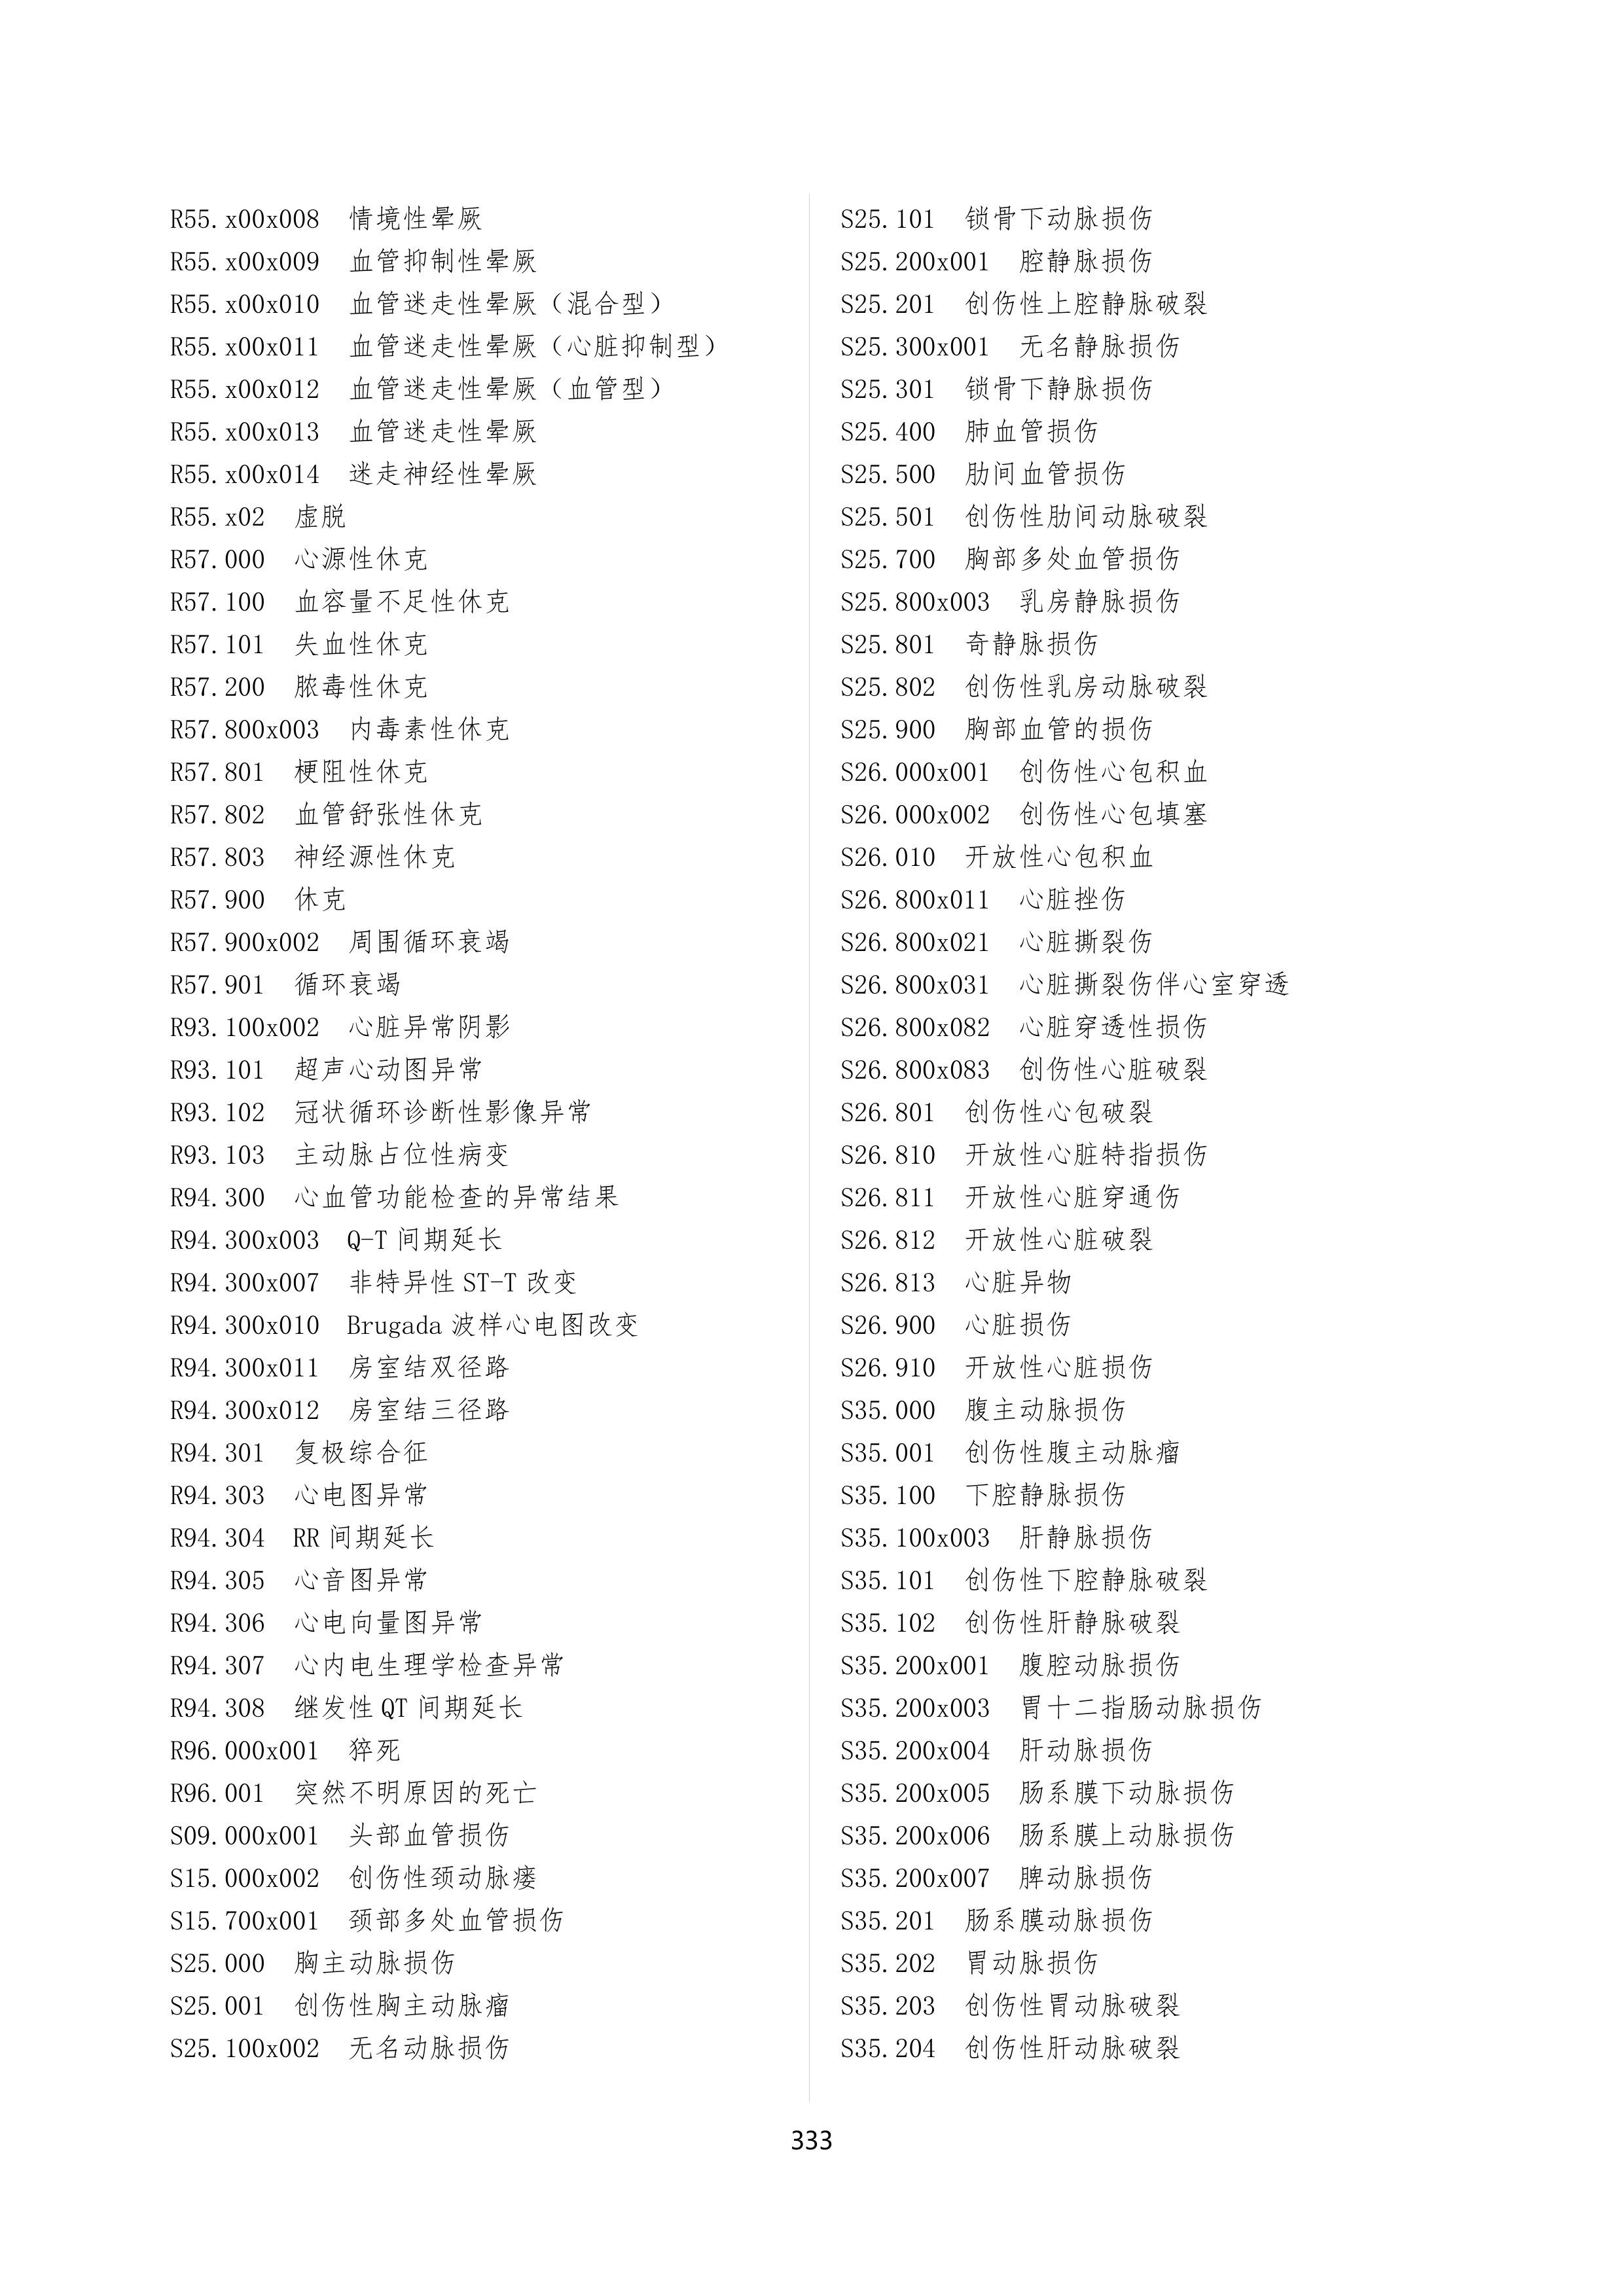 R55.x00x008 情境性晕厥
R55.x00x009 血管抑制性晕厥
R55.x00x010 血管迷走性晕厥（混合型）
R55.x00x011 血管迷走性晕厥（心脏抑制型）
R55.x00x012 血管迷走性晕厥（血管型）
R55.x00x013 血管迷走性晕厥
R55.x00x014 迷走神经性晕厥
R55.x02 虚脱
R57.000 心源性休克
R57.100 血容量不足性休克
R57.101 失血性休克
R57.200 脓毒性休克
R57.800x003 内毒素性休克
R57.801 梗阻性休克
R57.802 血管舒张性休克
R57.803 神经源性休克
R57.900 休克
R57.900x002 周围循环衰竭
R57.901 循环衰竭
R93.100x002 心脏异常阴影
R93.101 超声心动图异常
R93.102 冠状循环诊断性影像异常
R93.103 主动脉占位性病变
R94.300 心血管功能检查的异常结果
R94.300x003 Q-T 间期延长
R94.300x007 非特异性 ST-T 改变
R94.300x010 Brugada 波样心电图改变
R94.300x011 房室结双径路
R94.300x012 房室结三径路
R94.301 复极综合征
R94.303 心电图异常
R94.304 RR 间期延长
R94.305 心音图异常
R94.306 心电向量图异常
R94.307 心内电生理学检查异常
R94.308 继发性 QT 间期延长
R96.000x001 猝死
R96.001 突然不明原因的死亡
S09.000x001 头部血管损伤
S15.000x002 创伤性颈动脉瘘
S15.700x001 颈部多处血管损伤
S25.000 胸主动脉损伤
S25.001 创伤性胸主动脉瘤
S25.100x002 无名动脉损伤
S25.101 锁骨下动脉损伤
S25.200x001 腔静脉损伤
S25.201 创伤性上腔静脉破裂
S25.300x001 无名静脉损伤
S25.301 锁骨下静脉损伤
S25.400 肺血管损伤
S25.500 肋间血管损伤
S25.501 创伤性肋间动脉破裂
S25.700 胸部多处血管损伤
S25.800x003 乳房静脉损伤
S25.801 奇静脉损伤
S25.802 创伤性乳房动脉破裂
S25.900 胸部血管的损伤
S26.000x001 创伤性心包积血
S26.000x002 创伤性心包填塞
S26.010 开放性心包积血
S26.800x011 心脏挫伤
S26.800x021 心脏撕裂伤
S26.800x031 心脏撕裂伤伴心室穿透
S26.800x082 心脏穿透性损伤
S26.800x083 创伤性心脏破裂
S26.801 创伤性心包破裂
S26.810 开放性心脏特指损伤
S26.811 开放性心脏穿通伤
S26.812 开放性心脏破裂
S26.813 心脏异物
S26.900 心脏损伤
S26.910 开放性心脏损伤
S35.000 腹主动脉损伤
S35.001 创伤性腹主动脉瘤
S35.100 下腔静脉损伤
S35.100x003 肝静脉损伤
S35.101 创伤性下腔静脉破裂
S35.102 创伤性肝静脉破裂
S35.200x001 腹腔动脉损伤
S35.200x003 胃十二指肠动脉损伤
S35.200x004 肝动脉损伤
S35.200x005 肠系膜下动脉损伤
S35.200x006 肠系膜上动脉损伤
S35.200x007 脾动脉损伤
S35.201 肠系膜动脉损伤
S35.202 胃动脉损伤
S35.203 创伤性胃动脉破裂
S35.204 创伤性肝动脉破裂
333